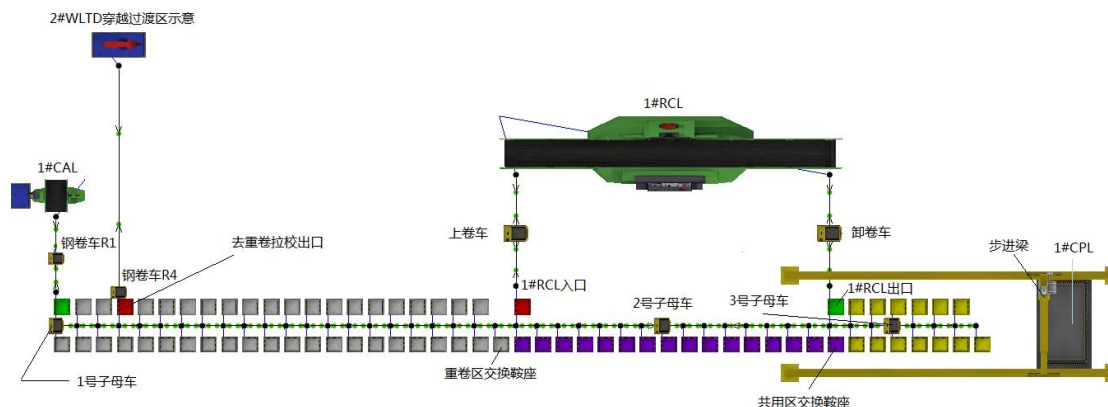 2#WLTD穿越过渡区示意
1#RCL
1#CAL
钢卷车R1
去重卷拉校出口
上卷车
卸卷车
步进梁
1#CPL
钢卷车R4
1#RCL入口
1#RCL出口
2号子母车
3号子母车
1号子母车
重卷区交换鞍座
共用区交换鞍座